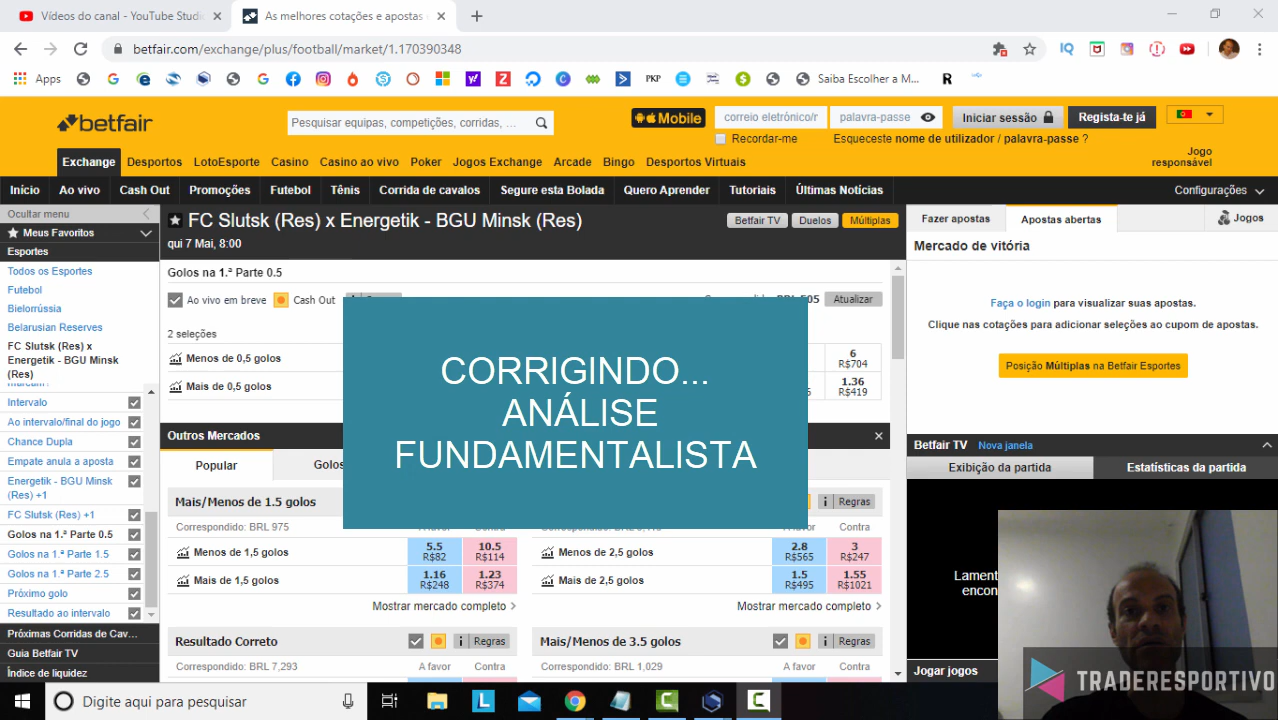 Vídeos do canal - YouTube Studio
As melhores cotações e apostas e
betfair.com/exchange/plus/football/market/1.170390348
Apps
PKP
Saiba Escolher a M...
R
betfair
Pesquisar equipas, competições, corridas, ...
Mobile
correio eletrónico/r
palavra-passe
Iniciar sessão
Regista-te já
Recordar-me
Esqueceste nome de utilizador / palavra-passe ?
Exchange
Desportos
LotoEsporte
Casino
Casino ao vivo
Poker
Jogos Exchange
Arcade
Bingo
Desportos Virtuais
Jogo
responsável
Início
Ao vivo
Cash Out
Promoções
Futebol
Tênis
Corrida de cavalos
Segure esta Bolada
Quero Aprender
Tutoriais
Últimas Notícias
Configurações
Ocultar menu
Meus Favoritos
Esportes
Todos os Esportes
Futebol
Bielorrússia
Belarusian Reserves
FC Slutsk (Res) x
Energetik - BGU Minsk
(Res)
Intervalo
Ao intervalo/final do jogo
Chance Dupla
Empate anula a aposta
Energetik - BGU Minsk
(Res) +1
FC Slutsk (Res) +1
Golos na 1.ª Parte 0.5
Golos na 1.ª Parte 1.5
Golos na 1.ª Parte 2.5
Próximo golo
Resultado ao intervalo
Próximas Corridas de Cav...
Guia Betfair TV
Índice de liquidez
FC Slutsk (Res) x Energetik - BGU Minsk (Res)
Betfair TV
Duelos
Múltiplas
qui 7 Mai, 8:00
Golos na 1.ª Parte 0.5
Ao vivo em breve
Cash Out
Atualizar
2 seleções
Menos de 0,5 golos
6
R$704
Mais de 0,5 golos
1.36
R$419
CORRIGINDO...
ANÁLISE
FUNDAMENTALISTA
Outros Mercados
Popular
Golos
Mais/Menos de 1.5 golos
Regras
Correspondido: BRL 975
A favor
Contra
Menos de 1,5 golos
5.5
R$82
10.5
R$114
Mais de 1,5 golos
1.16
R$248
1.23
R$374
Mostrar mercado completo
Menos de 2,5 golos
2.8
R$565
3
R$247
Mais de 2,5 golos
1.5
R$495
1.55
R$1021
Mostrar mercado completo
Resultado Correto
Regras
Correspondido: BRL 7,293
A favor
Contra
Mais/Menos de 3.5 golos
Regras
Correspondido: BRL 1,029
A favor
Contra
Fazer apostas
Apostas abertas
Jogos
Mercado de vitória
Faça o login para visualizar suas apostas.
Clique nas cotações para adicionar seleções ao cupom de apostas.
Posição Múltiplas na Betfair Esportes
Betfair TV
Nova janela
Exibição da partida
Estatísticas da partida
Lament
encon
Jogar jogos
TRADERESPORTIVO
Digite aqui para pesquisar